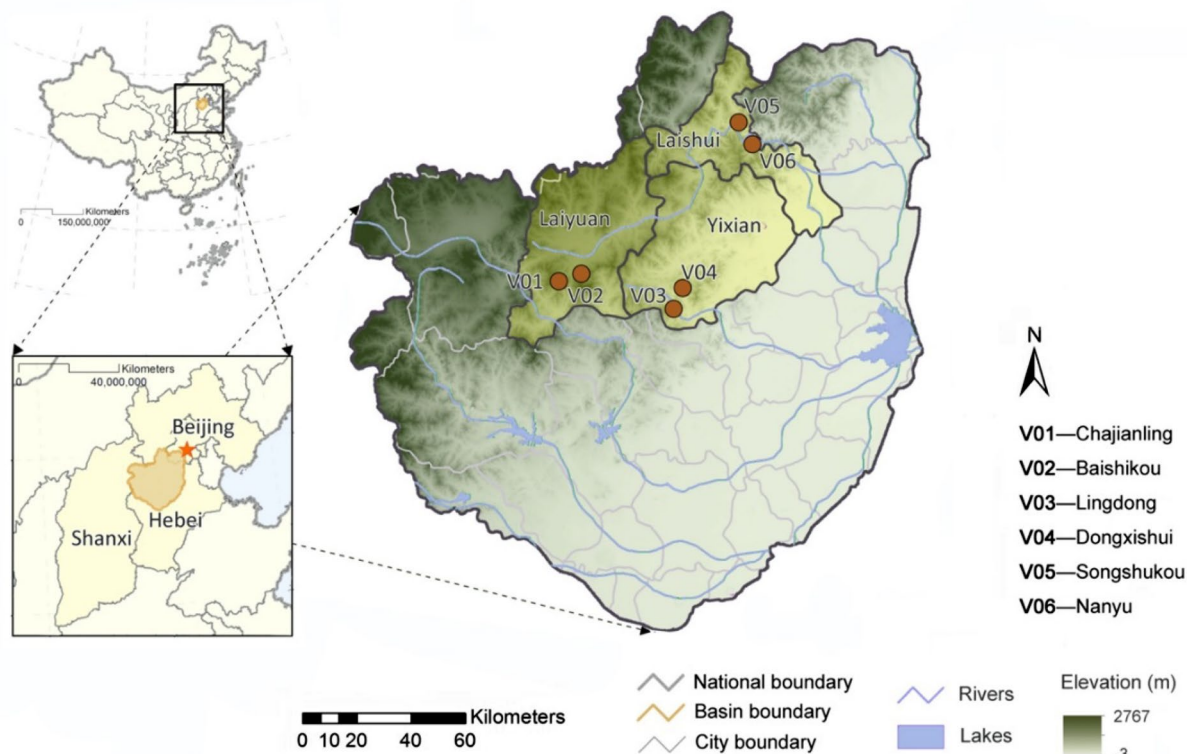 Kilometers
0 150,000,000
Kilometers
0 40,000,000
Beijing
Shanxi
Hebei
V05
Laishui
V06
Laiyuan
Yixian
V01
V02
V04
V03
N
V01—Chajianling
V02—Baishikou
V03—Lingdong
V04—Dongxishui
V05—Songshukou
V06—Nanyu
Kilometers
0 10 20 40 60
National boundary
Basin boundary
City boundary
Rivers
Lakes
Elevation (m)
2767